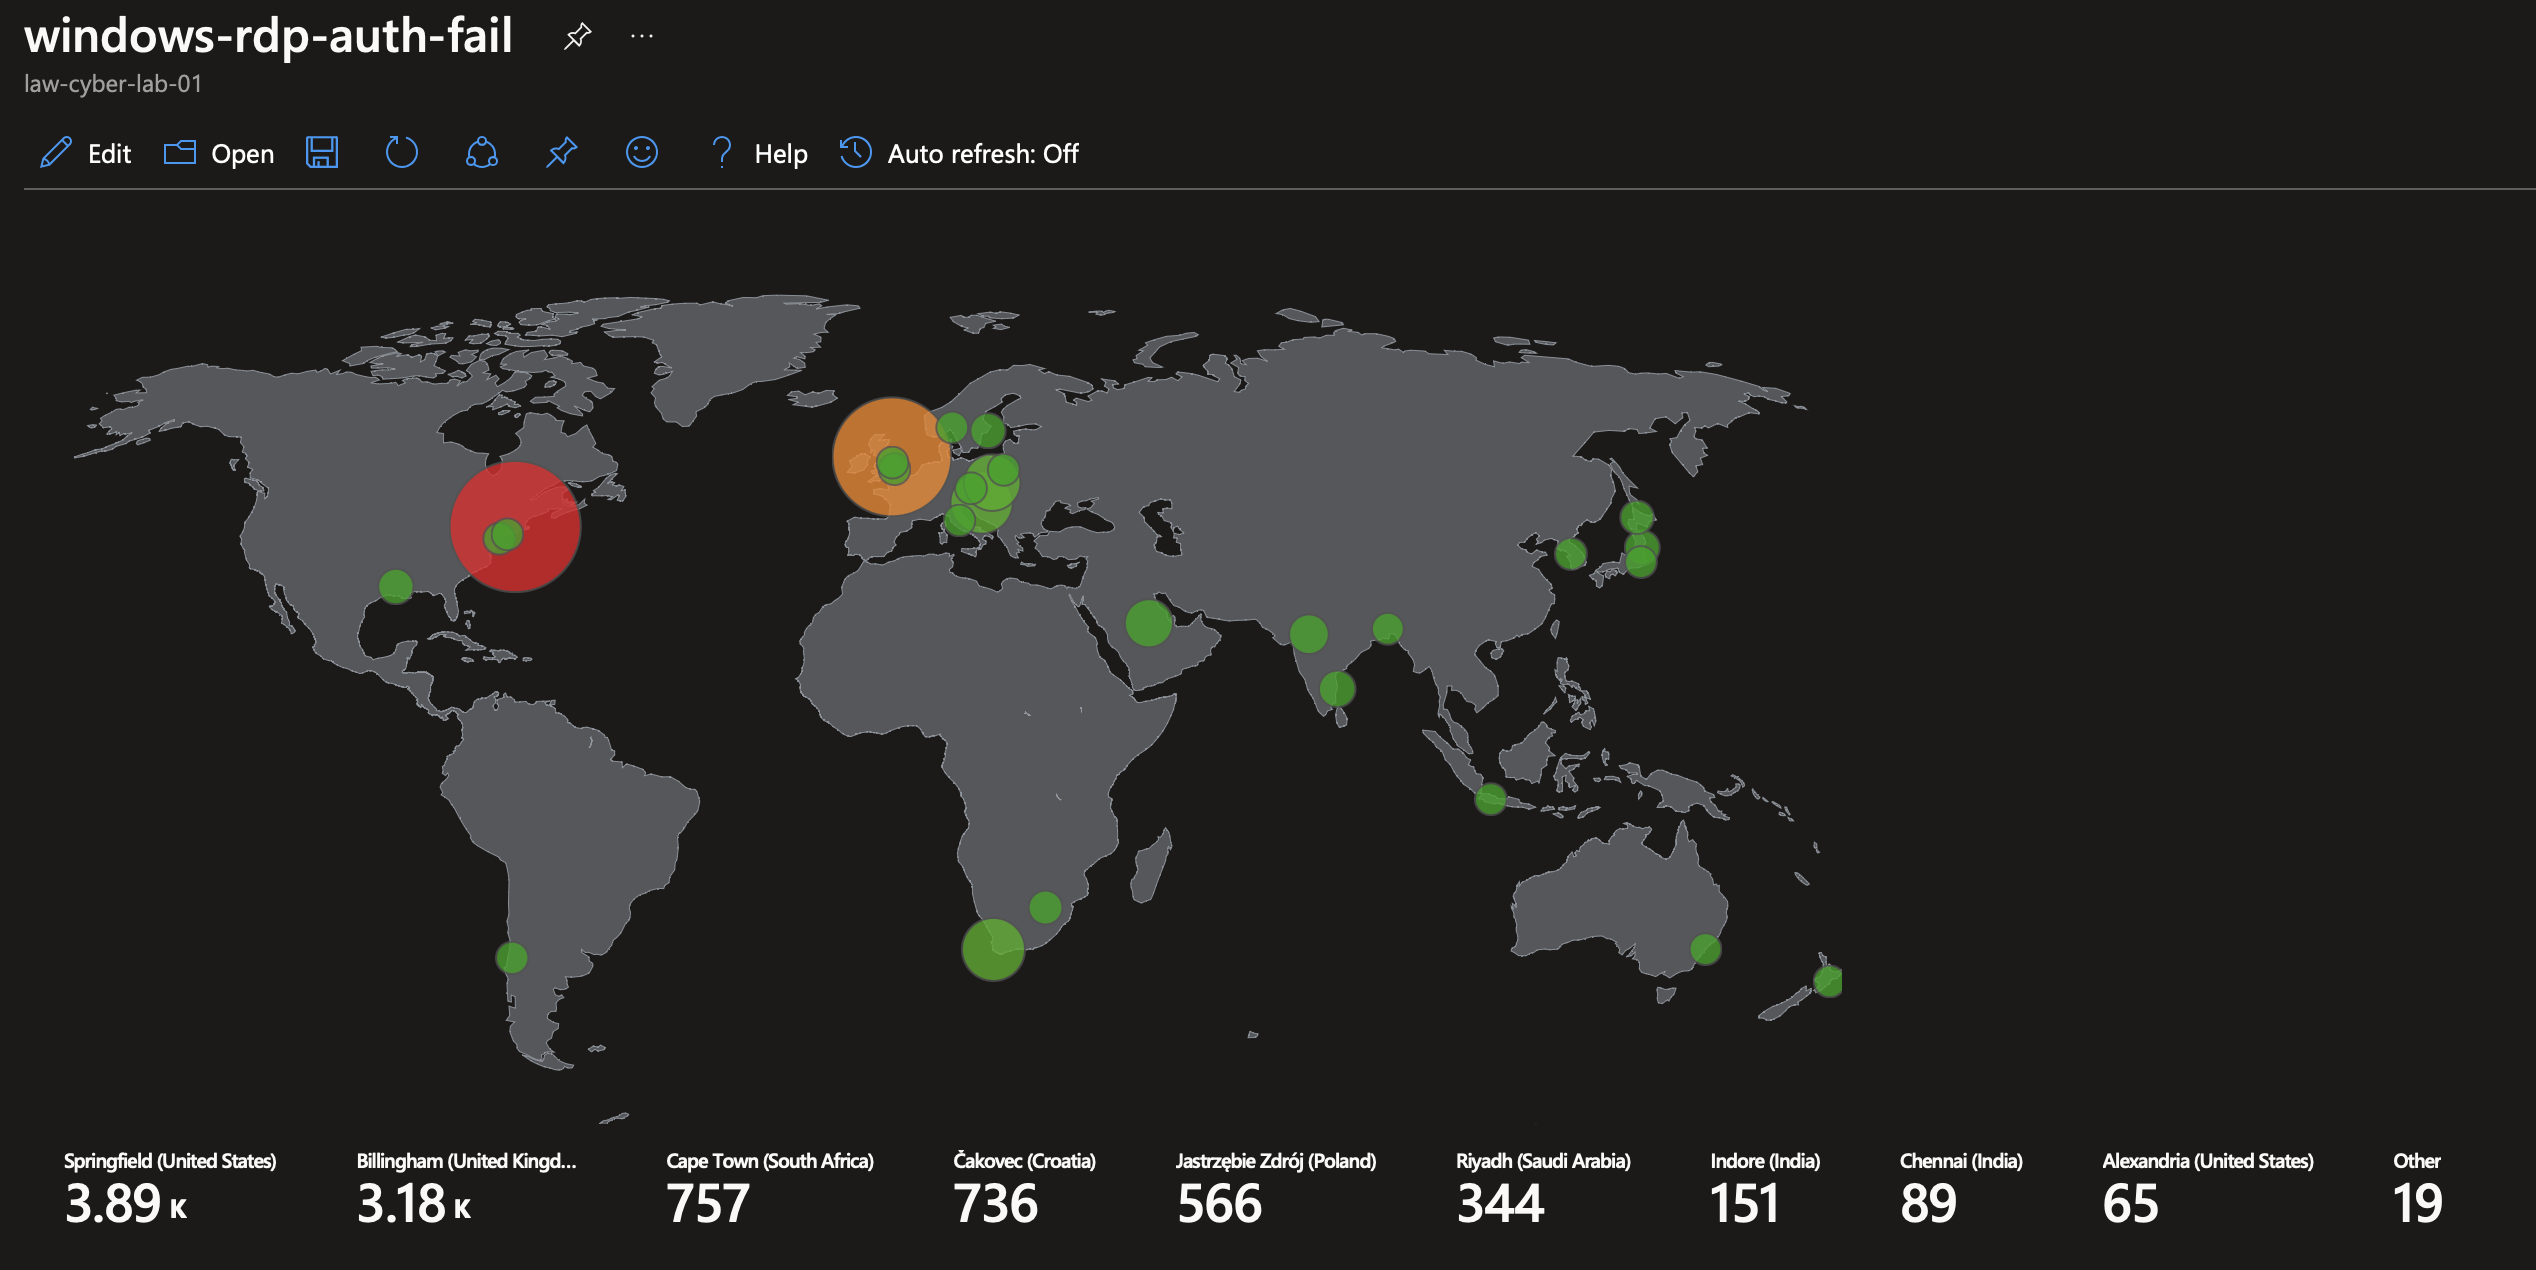 windows-rdp-auth-fail
law-cyber-lab-01
Edit Open Help Auto refresh: Off
Springfield (United States) Billingham (United Kingd... Cape Town (South Africa) Čakovec (Croatia) Jastrzębie Zdrój (Poland) Riyadh (Saudi Arabia) Indore (India) Chennai (India) Alexandria (United States) Other
3.89 K 3.18 K 757 736 566 344 151 89 65 19